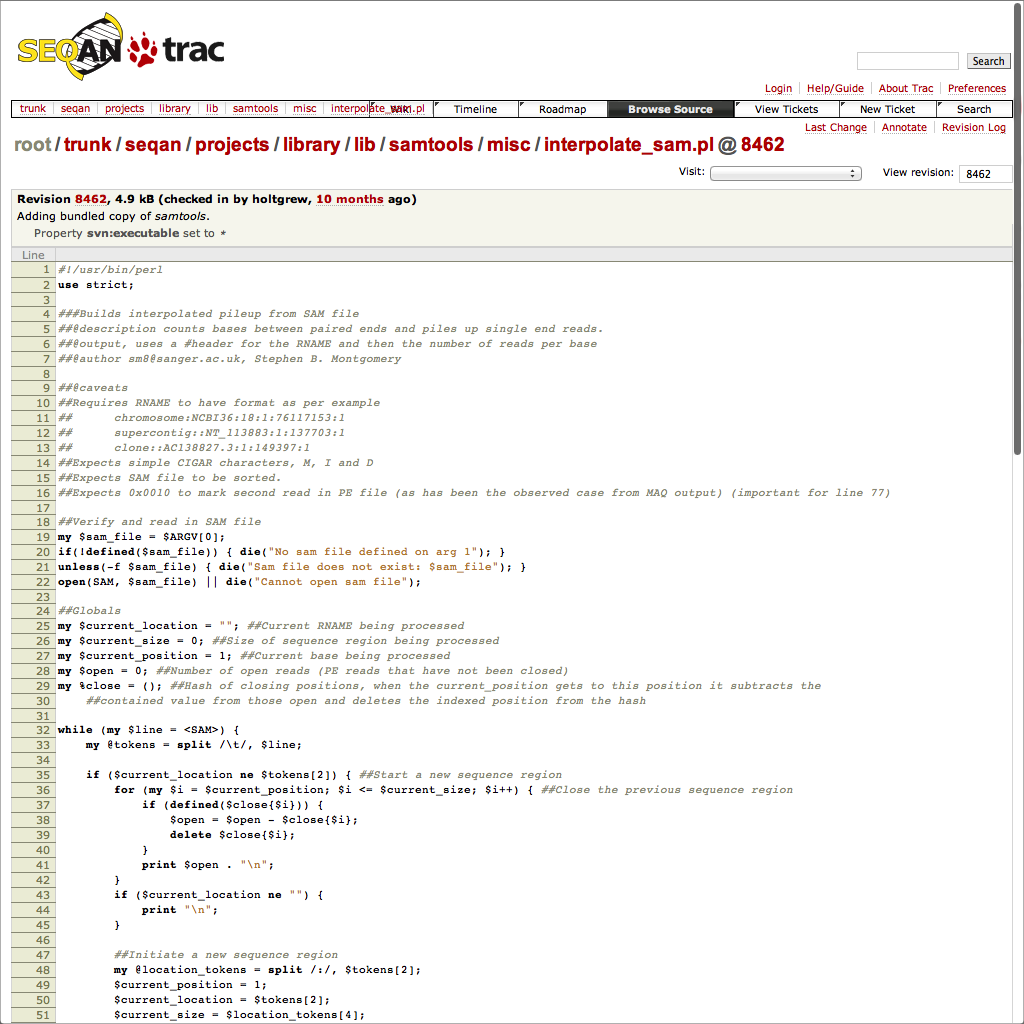 SEQAN trac
Search
Login Help/Guide About Trac Preferences
trunk seqan projects library lib samtools misc interpolate_sam.pl Wiki Timeline Roadmap Browse Source View Tickets New Ticket Search
Last Change Annotate Revision Log
root/trunk/seqan/projects/library/lib/samtools/misc/interpolate_sam.pl @ 8462
Visit: View revision: 8462
Revision 8462, 4.9 kB (checked in by holtgrew, 10 months ago)
Adding bundled copy of samtools.
Property svn:executable set to *
Line
1 #!/usr/bin/perl
2 use strict;
3
4 ###Builds interpolated pileup from SAM file
5 ##@description counts bases between paired ends and piles up single end reads.
6 ##@output, uses a #header for the RNAME and then the number of reads per base
7 ##@author sm8@sanger.ac.uk, Stephen B. Montgomery
8
9 ##@caveats
10 ##Requires RNAME to have format as per example
11 ##      chromosome:NCBI36:18:1:76117153:1
12 ##      supercontig::NT_113883:1:137703:1
13 ##      clone::AC138827.3:1:149397:1
14 ##Expects simple CIGAR characters, M, I and D
15 ##Expects SAM file to be sorted.
16 ##Expects 0x0010 to mark second read in PE file (as has been the observed case from MAQ output) (important for line 77)
17
18 ##Verify and read in SAM file
19 my $sam_file = $ARGV[0];
20 if(!defined($sam_file)) { die("No sam file defined on arg 1"); }
21 unless(-f $sam_file) { die("Sam file does not exist: $sam_file"); }
22 open(SAM, $sam_file) || die("Cannot open sam file");
23
24 ##Globals
25 my $current_location = ""; ##Current RNAME being processed
26 my $current_size = 0; ##Size of sequence region being processed
27 my $current_position = 1; ##Current base being processed
28 my $open = 0; ##Number of open reads (PE reads that have not been closed)
29 my %close = (); ##Hash of closing positions, when the current_position gets to this position it subtracts the
30     ##contained value from those open and deletes the indexed position from the hash
31
32 while (my $line = <SAM>) {
33     my @tokens = split /\t/, $line;
34
35     if ($current_location ne $tokens[2]) { ##Start a new sequence region
36         for (my $i = $current_position; $i <= $current_size; $i++) { ##Close the previous sequence region
37             if (defined($close{$i})) {
38                 $open = $open - $close{$i};
39                 delete $close{$i};
40             }
41             print $open . "\n";
42         }
43         if ($current_location ne "") {
44             print "\n";
45         }
46
47         ##Initiate a new sequence region
48         my @location_tokens = split /:/, $tokens[2];
49         $current_position = 1;
50         $current_location = $tokens[2];
51         $current_size = $location_tokens[4];